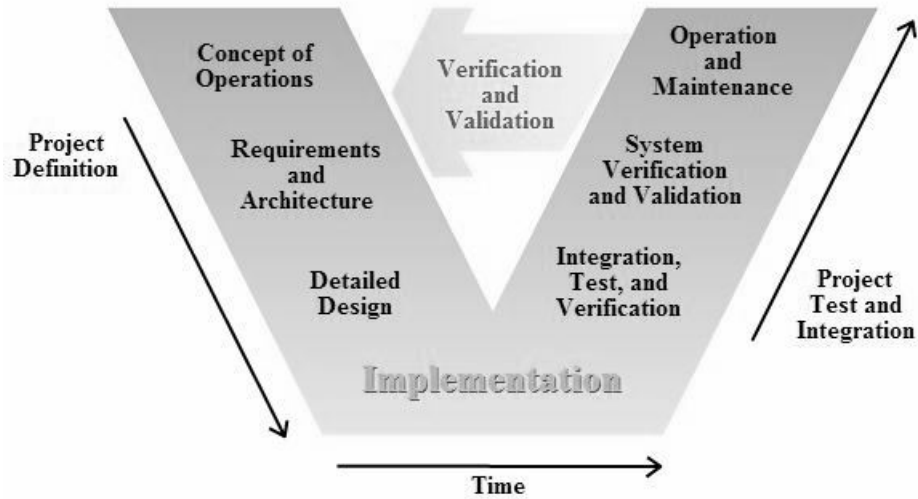 Concept of
Operations
Verification
and
Validation
Operation
and
Maintenance
Project
Definition
Requirements
and
Architecture
System
Verification
and Validation
Detailed
Design
Integration,
Test, and
Verification
Project
Test and
Integration
Implementation
Time